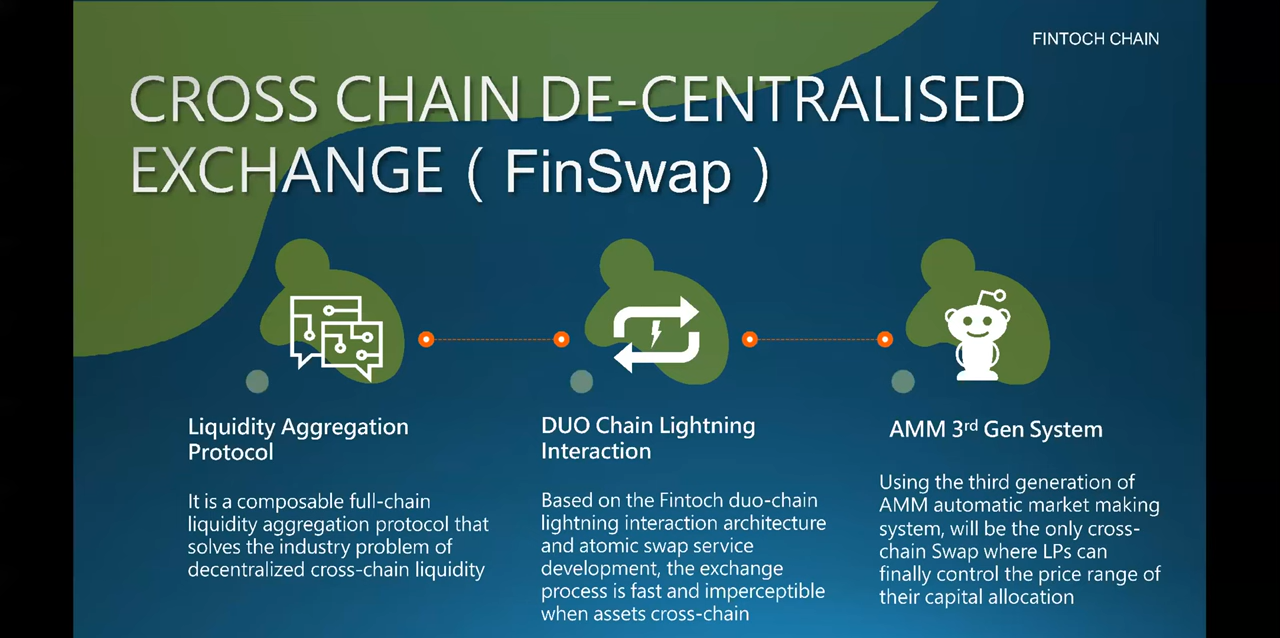 FINTOCH CHAIN
CROSS CHAIN DE-CENTRALISED
EXCHANGE ( FinSwap )
Liquidity Aggregation
Protocol
It is a composable full-chain
liquidity aggregation protocol that
solves the industry problem of
decentralized cross-chain liquidity
DUO Chain Lightning
Interaction
Based on the Fintoch duo-chain
lightning interaction architecture
and atomic swap service
development, the exchange
process is fast and imperceptible
when assets cross-chain
AMM 3rd Gen System
Using the third generation of
AMM automatic market making
system, will be the only cross-
chain Swap where LPs can
finally control the price range of
their capital allocation